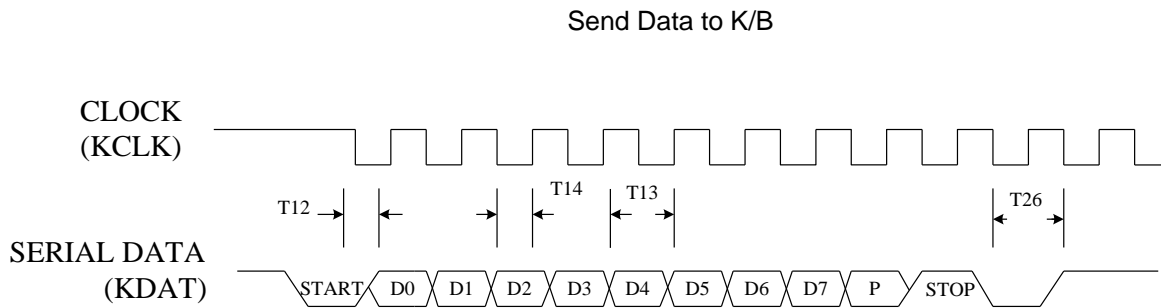 Send Data to K/B
CLOCK
(KCLK)
T12
T14
T13
T26
SERIAL DATA
(KDAT)
START
D0
D1
D2
D3
D4
D5
D6
D7
P
STOP